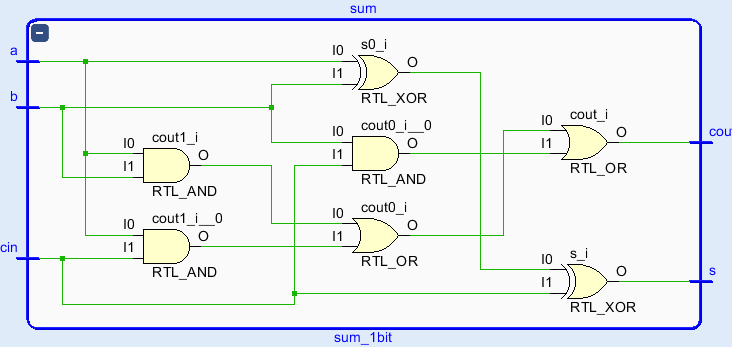 sum
a
b
cin
s0_i
I0
I1
O
RTL_XOR
cout1_i
I0
I1
O
RTL_AND
cout0_i__0
I0
I1
O
RTL_AND
cout_i
I0
I1
O
RTL_OR
cout1_i__0
I0
I1
O
RTL_AND
cout0_i
I0
I1
O
RTL_OR
s_i
I0
I1
O
RTL_XOR
cou
s
sum_1bit